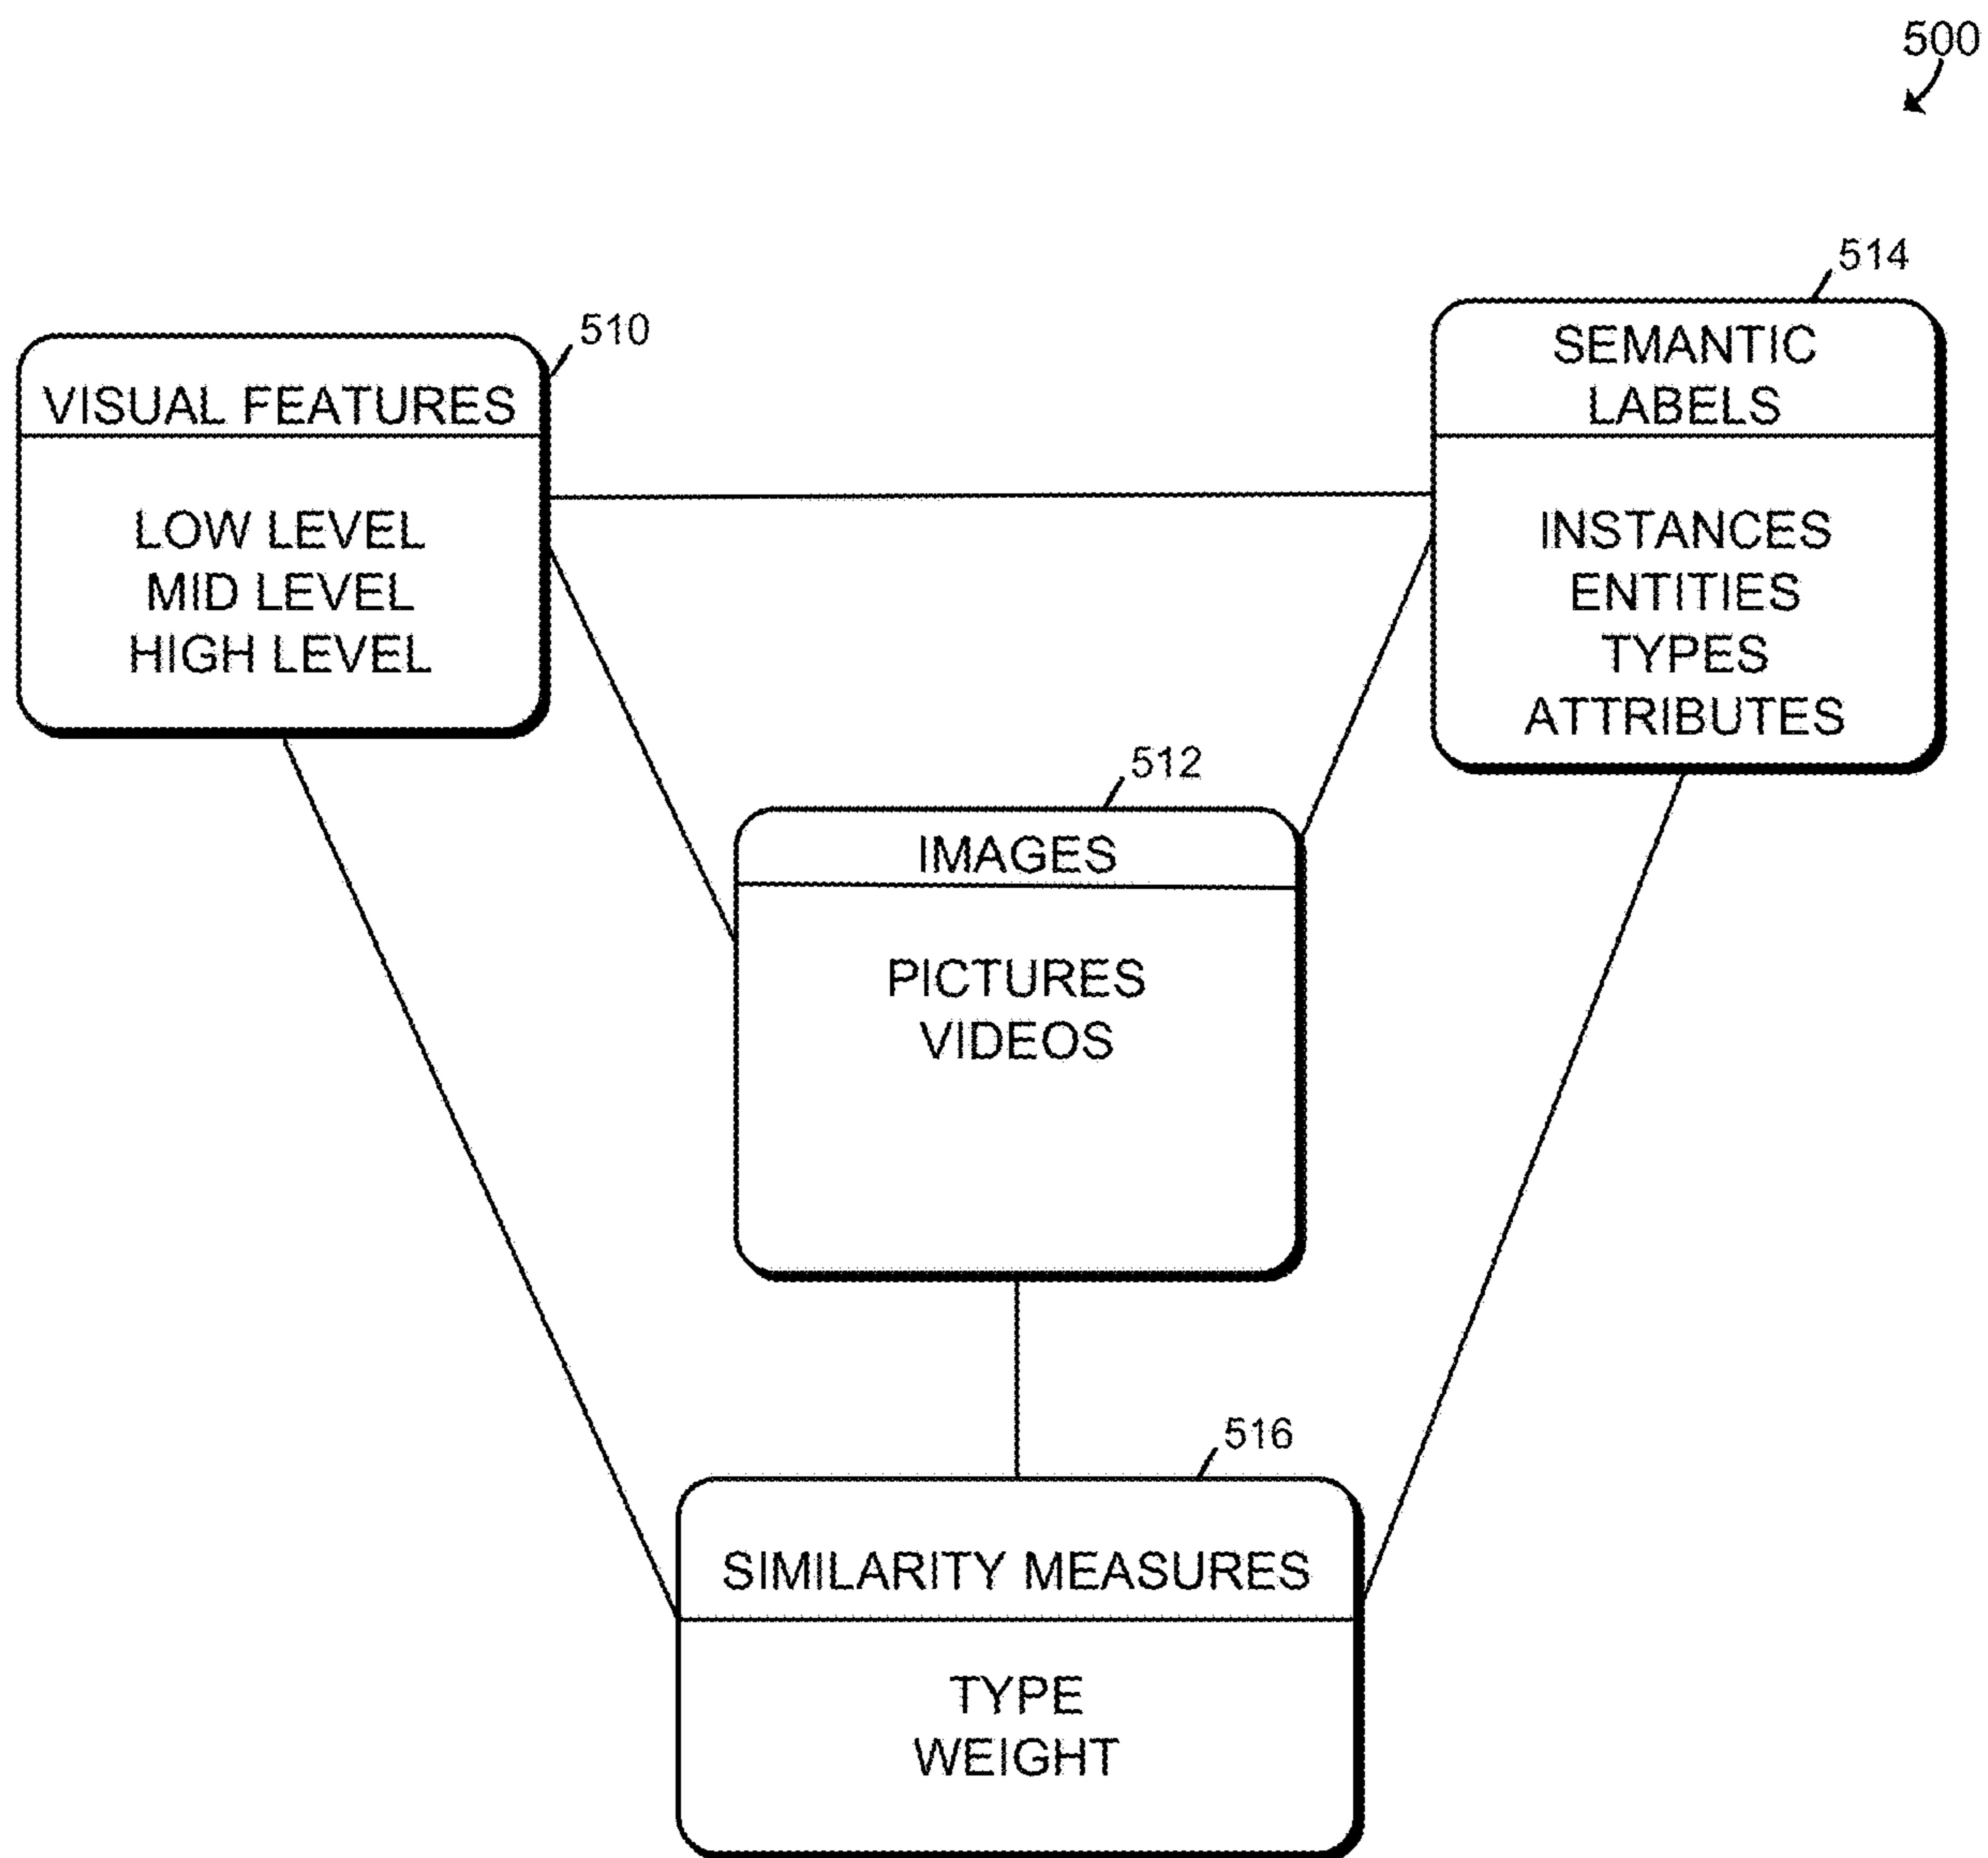 500
510
VISUAL FEATURES
LOW LEVEL
MID LEVEL
HIGH LEVEL
514
SEMANTIC
LABELS
INSTANCES
ENTITIES
TYPES
ATTRIBUTES
512
IMAGES
PICTURES
VIDEOS
516
SIMILARITY MEASURES
TYPE
WEIGHT